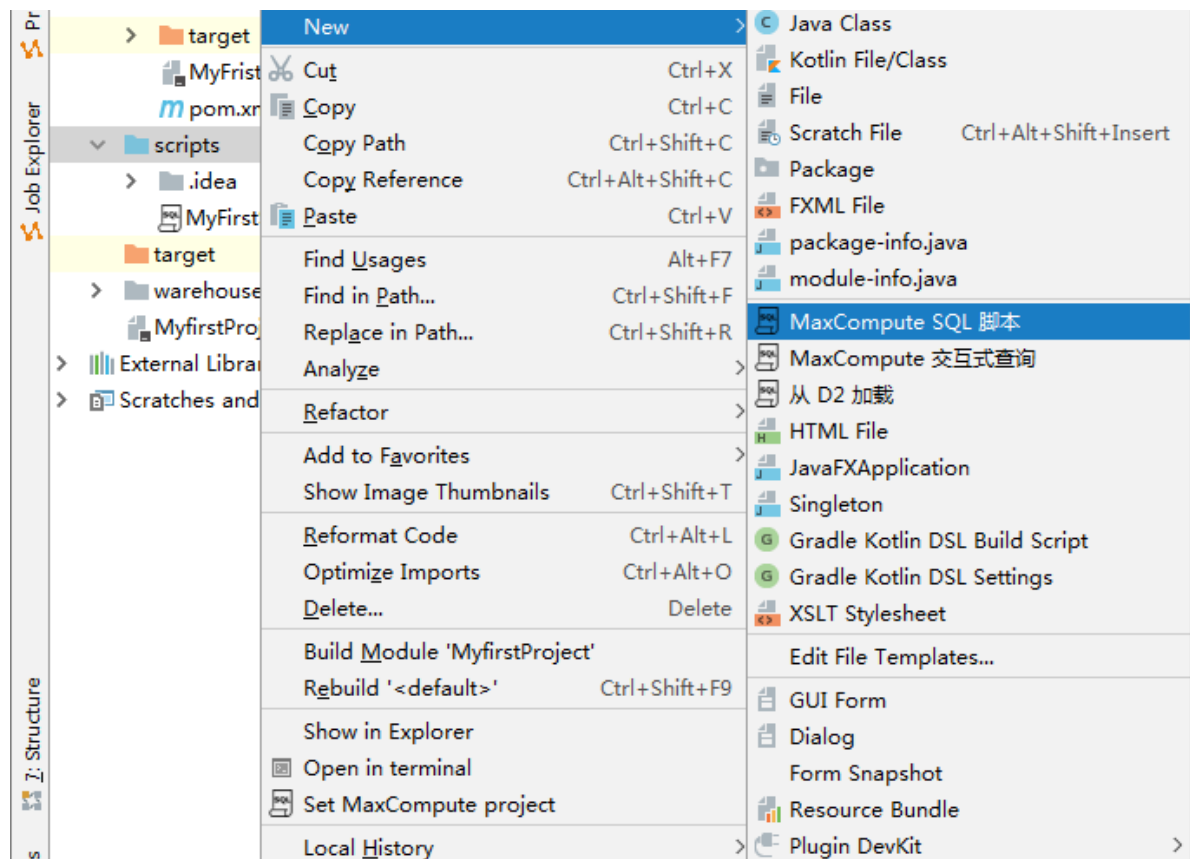 Job Explorer
7: Structure
target
MyFrist
pom.xn
scripts
.idea
MyFirst
target
warehouse
MyfirstProj
External Librar
Scratches and
New
Cut Ctrl+X
Copy Ctrl+C
Copy Path Ctrl+Shift+C
Copy Reference Ctrl+Alt+Shift+C
Paste Ctrl+V
Find Usages Alt+F7
Find in Path... Ctrl+Shift+F
Replace in Path... Ctrl+Shift+R
Analyze
Refactor
Add to Favorites
Show Image Thumbnails Ctrl+Shift+T
Reformat Code Ctrl+Alt+L
Optimize Imports Ctrl+Alt+O
Delete... Delete
Build Module 'MyfirstProject'
Rebuild '<default>' Ctrl+Shift+F9
Show in Explorer
Open in terminal
Set MaxCompute project
Local History
Java Class
Kotlin File/Class
File
Scratch File Ctrl+Alt+Shift+Insert
Package
FXML File
package-info.java
module-info.java
MaxCompute SQL 脚本
MaxCompute 交互式查询
从 D2 加载
HTML File
JavaFXApplication
Singleton
Gradle Kotlin DSL Build Script
Gradle Kotlin DSL Settings
XSLT Stylesheet
Edit File Templates...
GUI Form
Dialog
Form Snapshot
Resource Bundle
Plugin DevKit